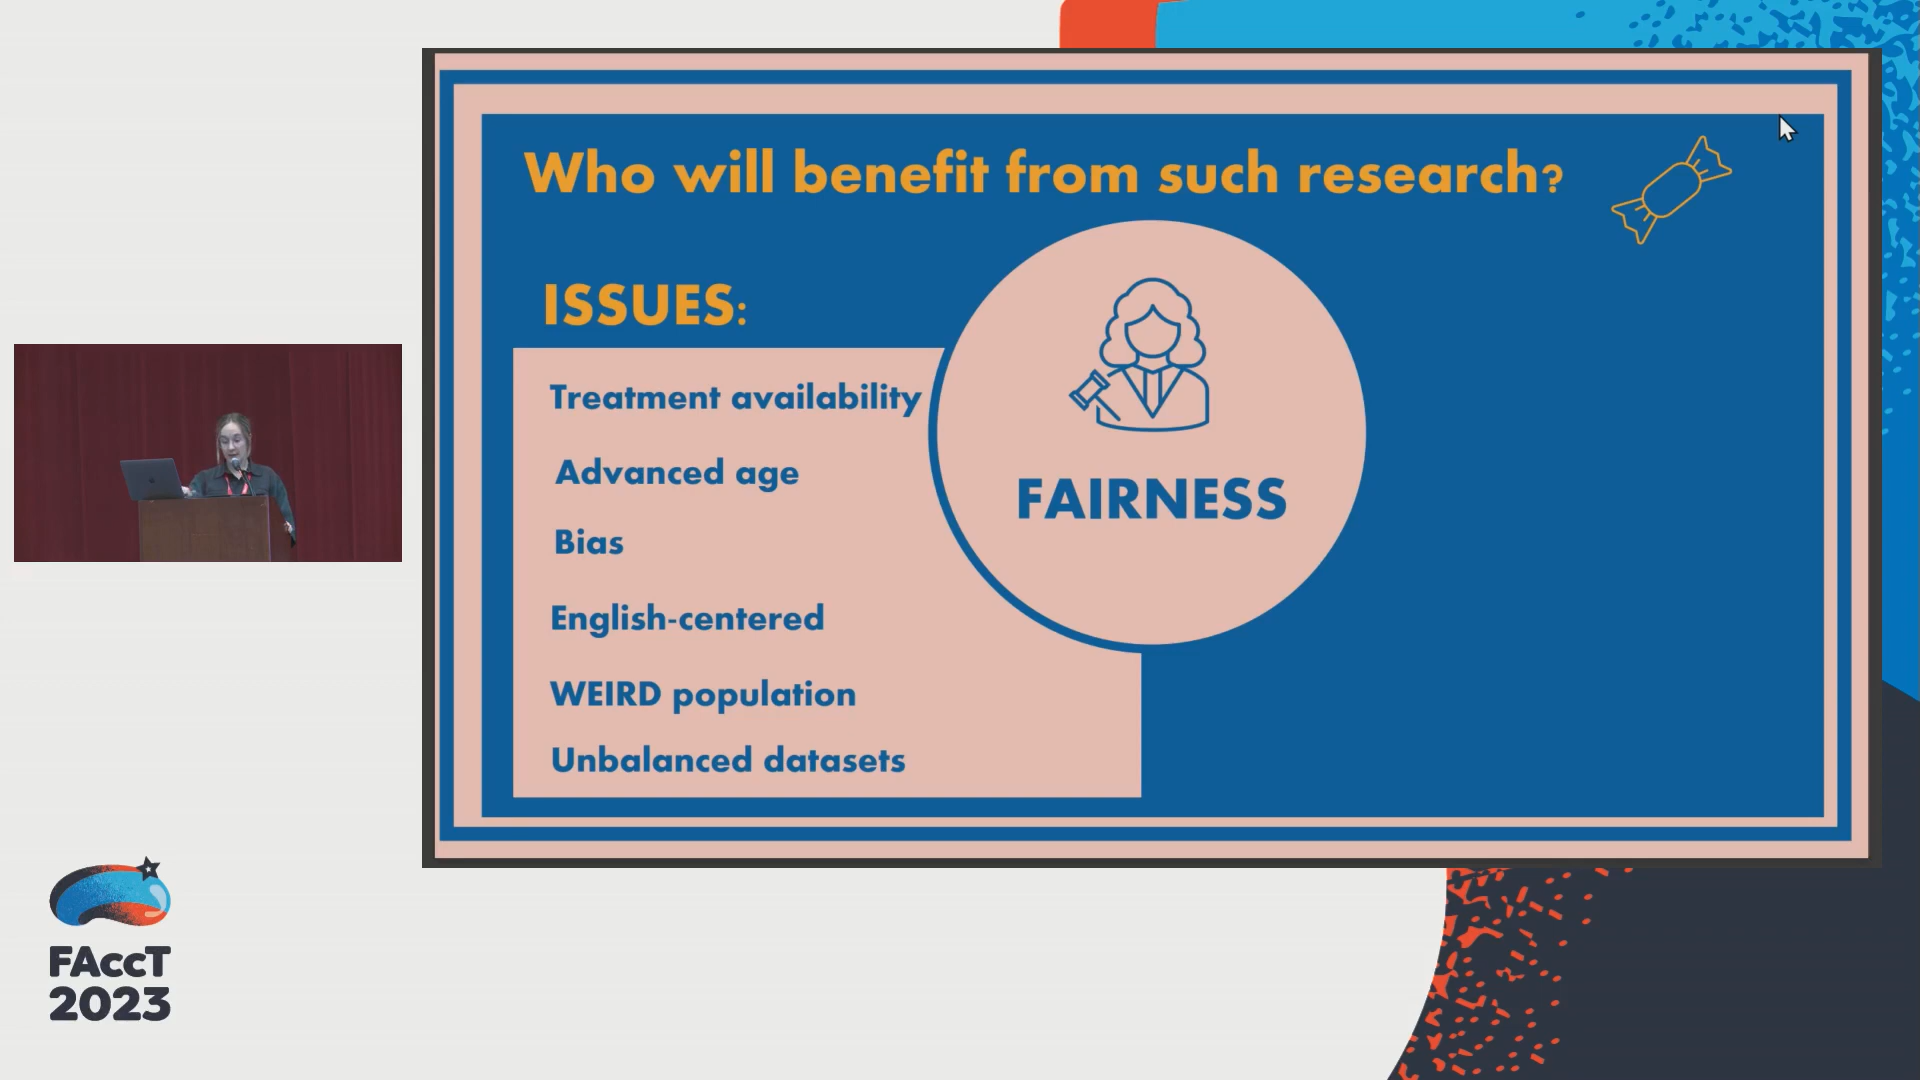 Who will benefit from such research?
ISSUES:
Treatment availability
Advanced age
Bias
English-centered
WEIRD population
Unbalanced datasets
FAIRNESS
FAccT
2023